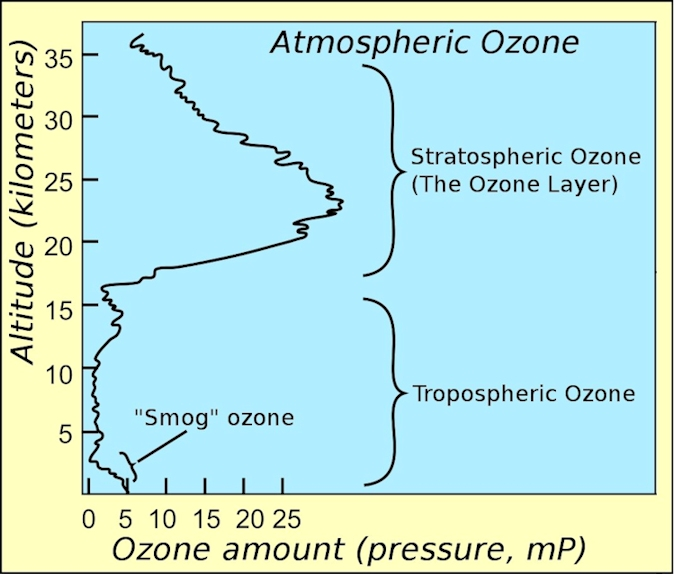 Atmospheric Ozone
Altitude (kilometers)
35
30
25
20
15
10
5
Stratospheric Ozone
(The Ozone Layer)
Tropospheric Ozone
"Smog" ozone
0 5 10 15 20 25
Ozone amount (pressure, mP)